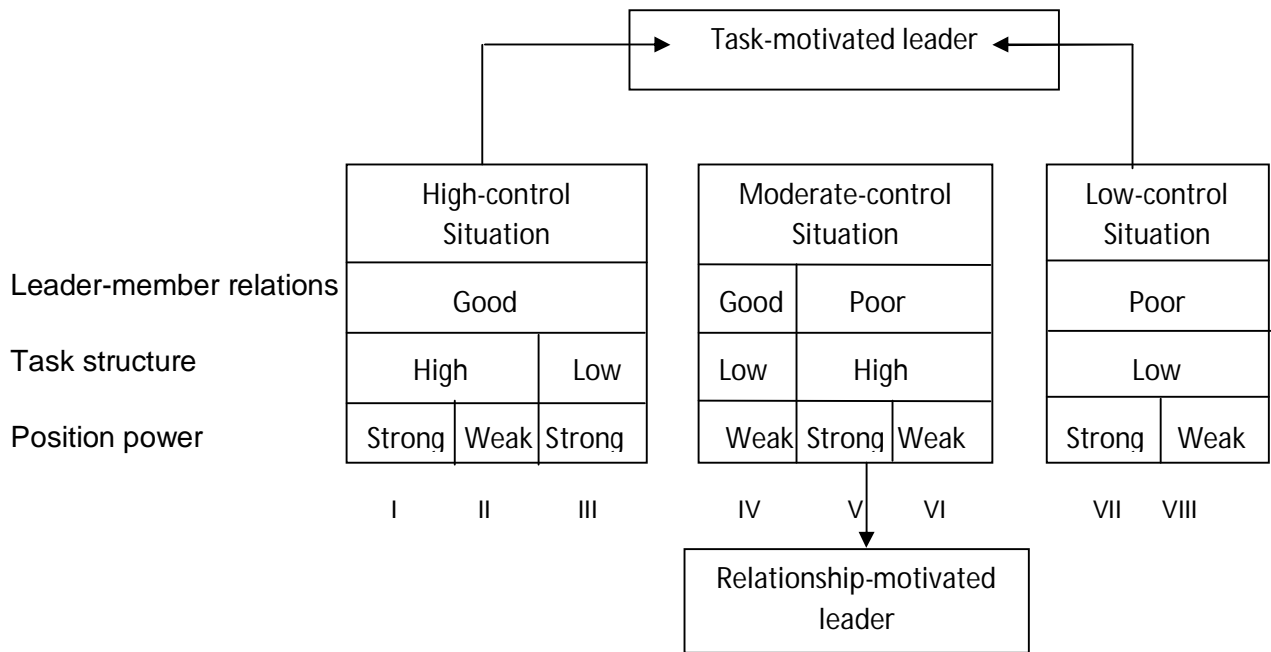 Task-motivated leader
High-control Situation
Moderate-control Situation
Low-control Situation
Leader-member relations Good Good Poor Poor
Task structure High Low Low High Low
Position power Strong Weak Strong Weak Strong Weak Strong Weak
I II III IV V VI VII VIII
Relationship-motivated
leader